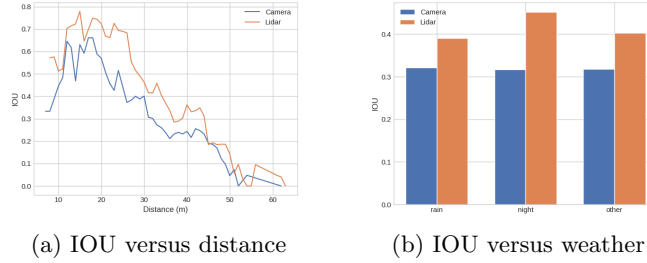 0.8
0.7
0.6
0.5
0.4
0.3
0.2
0.1
0.0
IOU
Camera
Lidar
10 20 30 40 50 60
Distance (m)
(a) IOU versus distance
0.4
0.3
0.2
0.1
0.0
IOU
Camera
Lidar
rain night other
(b) IOU versus weather